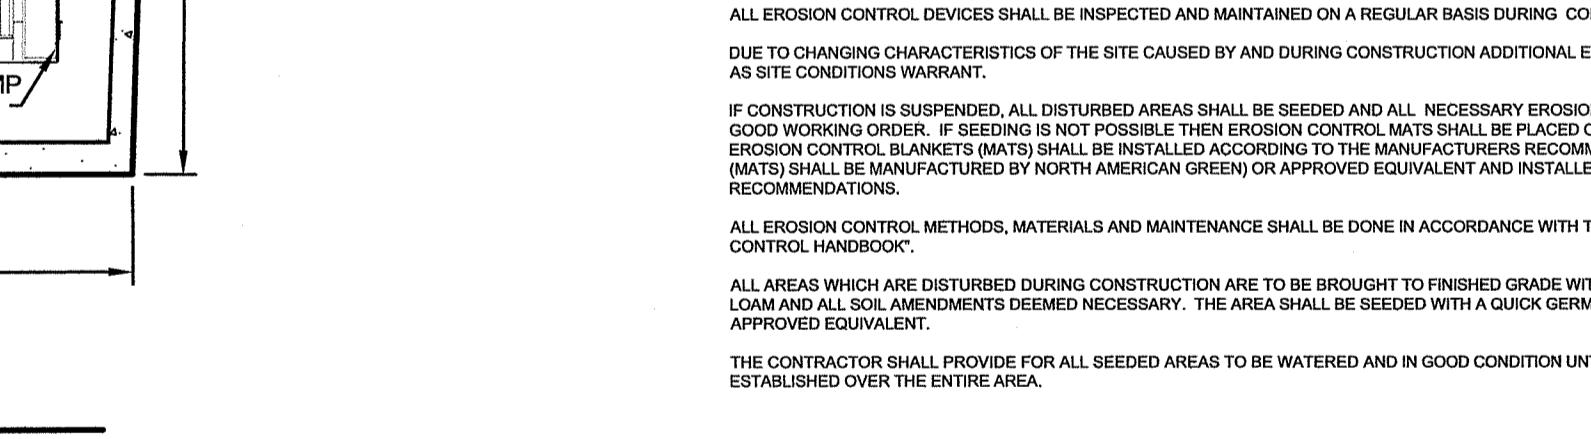 MP
ALL EROSION CONTROL DEVICES SHALL BE INSPECTED AND MAINTAINED ON A REGULAR BASIS DURING CO
DUE TO CHANGING CHARACTERISTICS OF THE SITE CAUSED BY AND DURING CONSTRUCTION ADDITIONAL E
AS SITE CONDITIONS WARRANT.
IF CONSTRUCTION IS SUSPENDED, ALL DISTURBED AREAS SHALL BE SEEDED AND ALL NECESSARY EROSIO
GOOD WORKING ORDER. IF SEEDING IS NOT POSSIBLE THEN EROSION CONTROL MATS SHALL BE PLACED O
EROSION CONTROL BLANKETS (MATS) SHALL BE INSTALLED ACCORDING TO THE MANUFACTURERS RECOMM
(MATS) SHALL BE MANUFACTURED BY NORTH AMERICAN GREEN) OR APPROVED EQUIVALENT AND INSTALLE
RECOMMENDATIONS.
ALL EROSION CONTROL METHODS, MATERIALS AND MAINTENANCE SHALL BE DONE IN ACCORDANCE WITH T
CONTROL HANDBOOK".
ALL AREAS WHICH ARE DISTURBED DURING CONSTRUCTION ARE TO BE BROUGHT TO FINISHED GRADE WIT
LOAM AND ALL SOIL AMENDMENTS DEEMED NECESSARY. THE AREA SHALL BE SEEDED WITH A QUICK GERM
APPROVED EQUIVALENT.
THE CONTRACTOR SHALL PROVIDE FOR ALL SEEDED AREAS TO BE WATERED AND IN GOOD CONDITION UNT
ESTABLISHED OVER THE ENTIRE AREA.